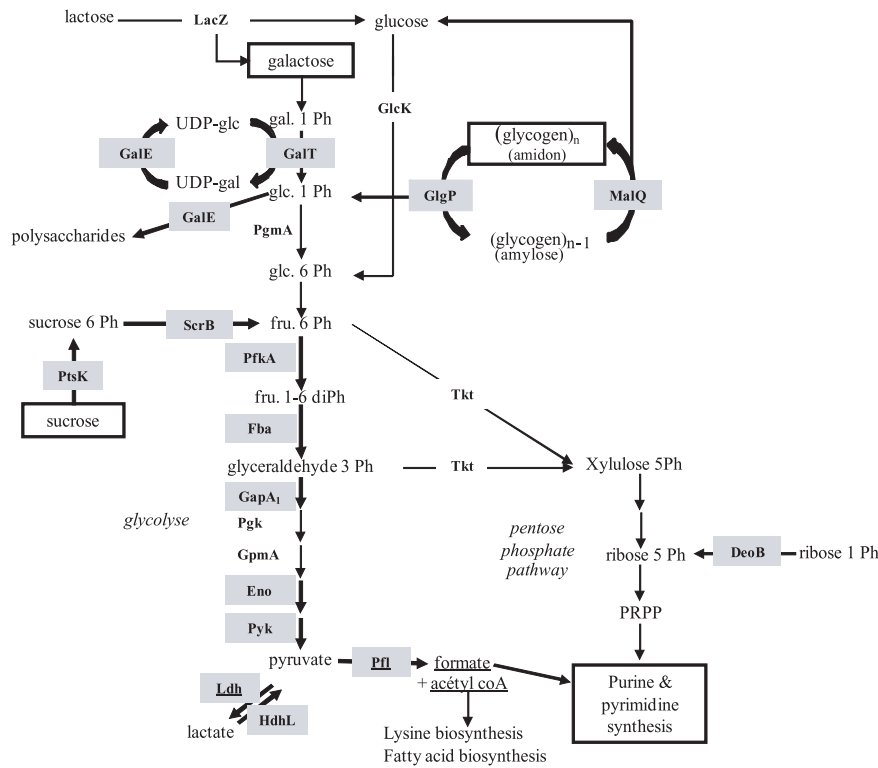 lactose LacZ glucose
galactose
GlcK
UDP-glc gal. 1 Ph
GalE GalT
UDP-gal
(glycogen)n
(amidon)
glc. 1 Ph GlgP MalQ
GalE
polysaccharides
PgmA
(glycogen)n-1
(amylose)
glc. 6 Ph
sucrose 6 Ph ScrB fru. 6 Ph
PfkA
PtsK
Tkt
fru. 1-6 diPh
sucrose
Fba
glyceraldehyde 3 Ph Tkt Xylulose 5Ph
GapA1
glycolyse
Pgk
GpmA
pentose
phosphate
pathway
ribose 5 Ph DeoB ribose 1 Ph
Eno
PRPP
Pyk
pyruvate Pfl formate
+ acétyl coA
Purine &
pyrimidine
synthesis
Ldh
HdhL
lactate
Lysine biosynthesis
Fatty acid biosynthesis